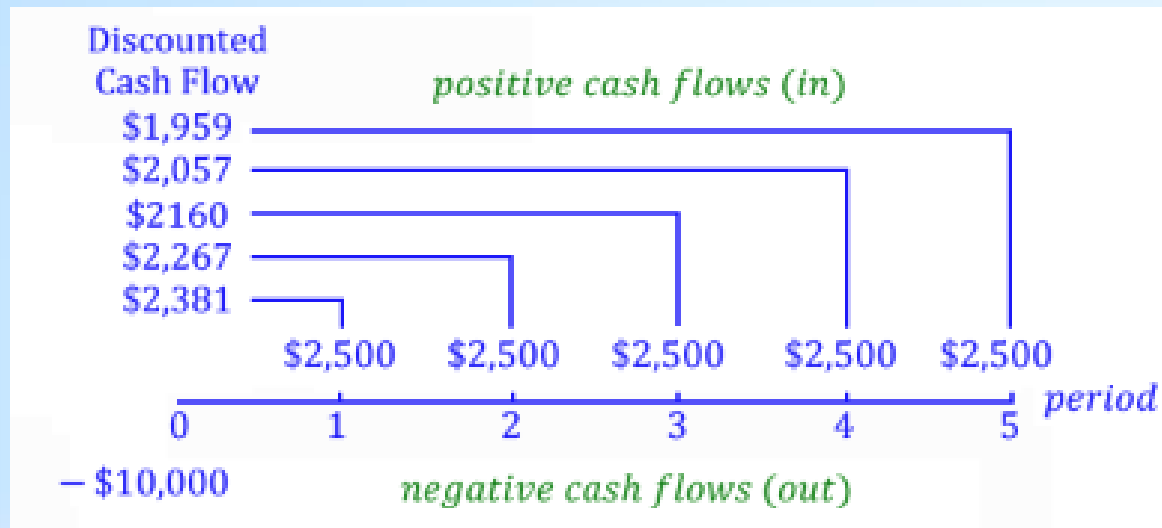 Discounted
Cash Flow
positive cash flows (in)
$1,959
$2,057
$2160
$2,267
$2,381
$2,500 $2,500 $2,500 $2,500 $2,500
0 1 2 3 4 5 period
– $10,000
negative cash flows (out)